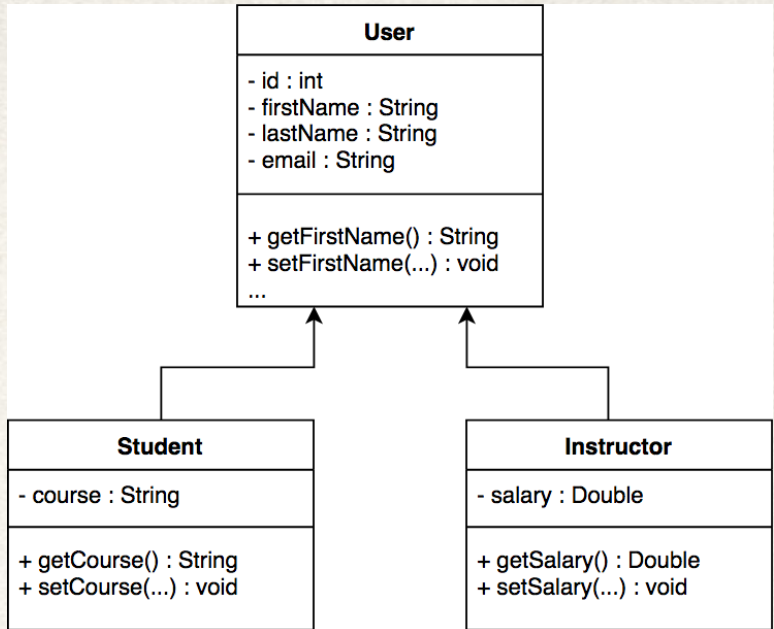 User
- id : int
- firstName : String
- lastName : String
- email : String
+ getFirstName() : String
+ setFirstName(...) : void
...
Student
- course : String
+ getCourse() : String
+ setCourse(...) : void
Instructor
- salary : Double
+ getSalary() : Double
+ setSalary(...) : void